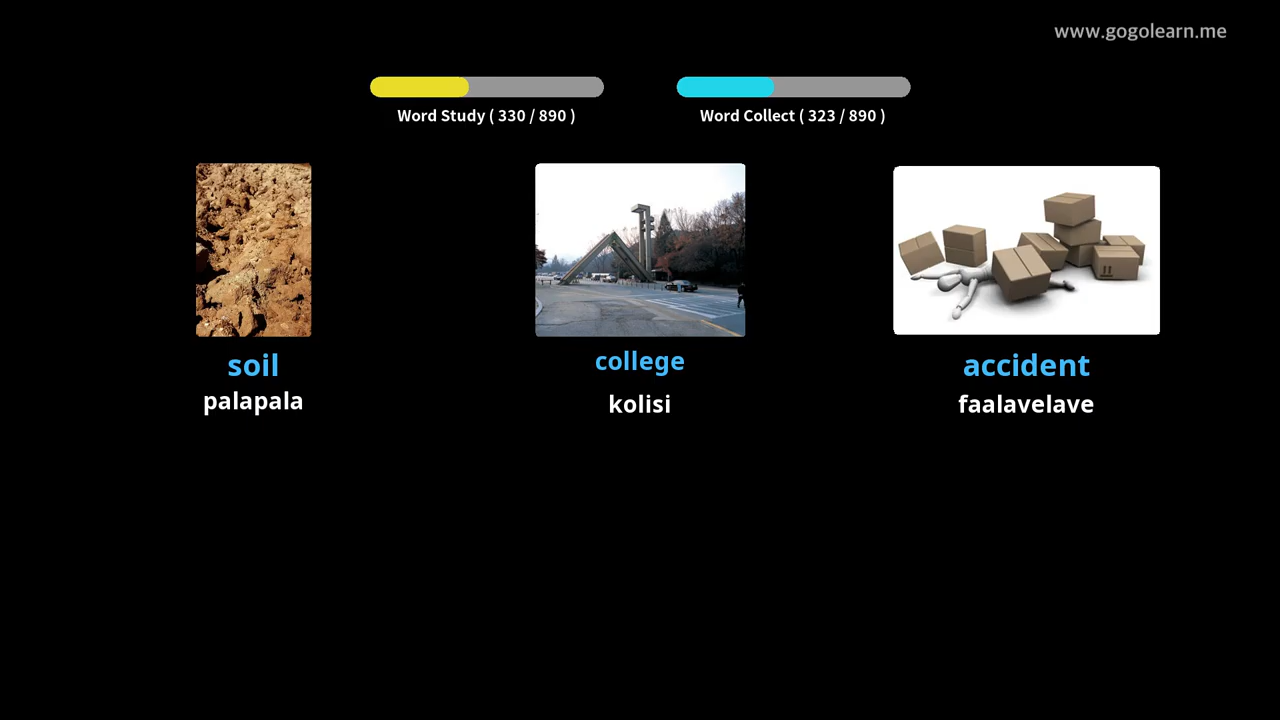 www.gogolearn.me
Word Study ( 330 / 890 )
Word Collect ( 323 / 890 )
soil
palapala
college
kolisi
accident
faalavelave